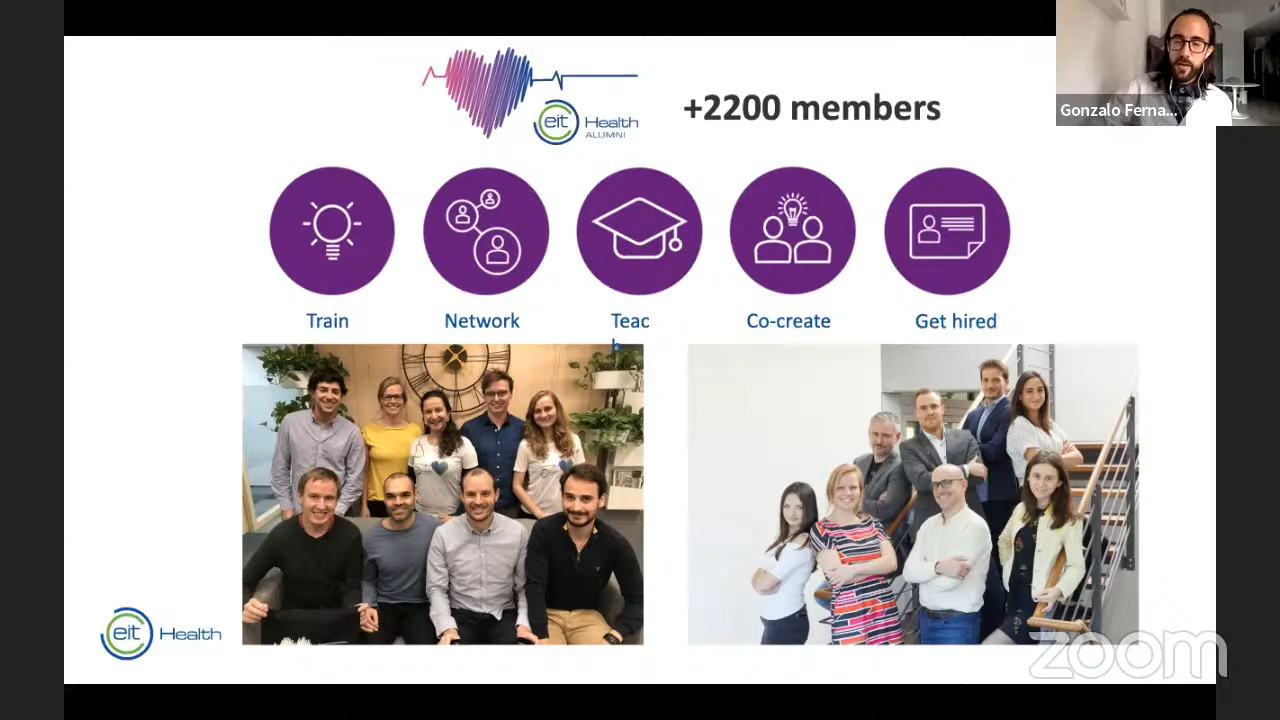 eit Health
ALUMNI
+2200 members
Gonzalo Ferna...
Train
Network
Teac
h
Co-create
Get hired
eit Health
zoom